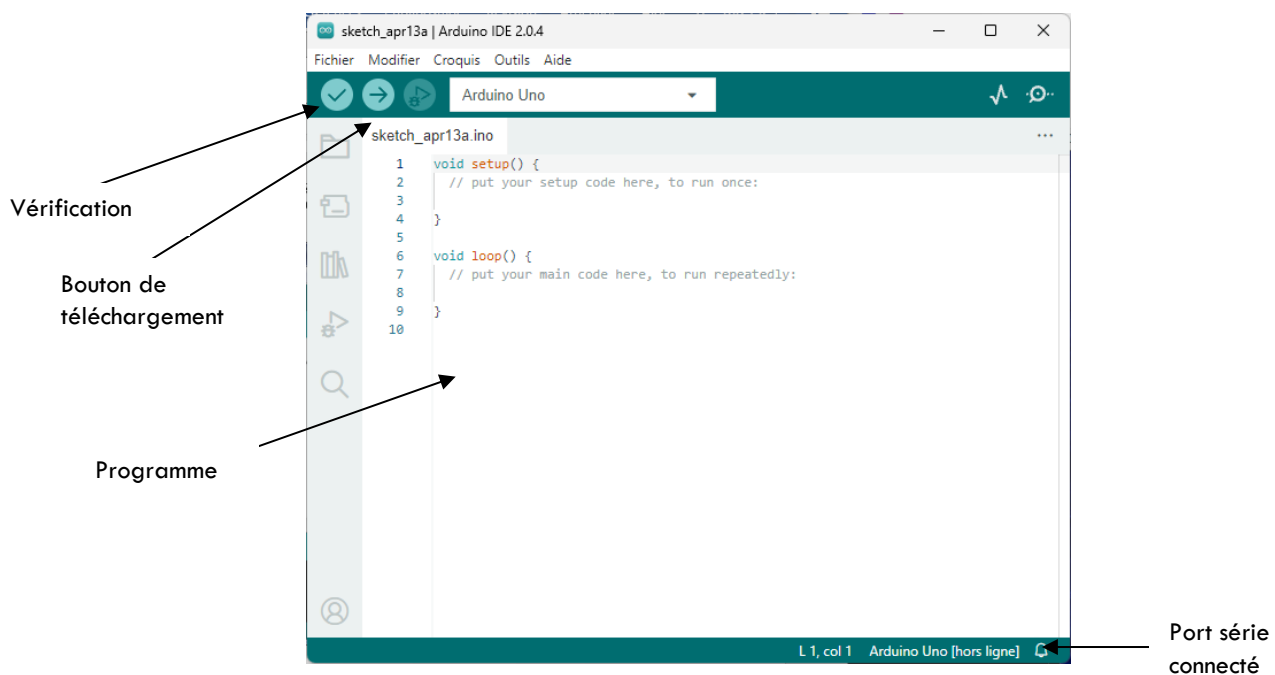 sketch_apr13a | Arduino IDE 2.0.4
Fichier Modifier Croquis Outils Aide
Arduino Uno
sketch_apr13a.ino
1 void setup() {
2 // put your setup code here, to run once:
3
4 }
5
6 void loop() {
7 // put your main code here, to run repeatedly:
8
9 }
10
Vérification
Bouton de
téléchargement
Programme
L 1, col 1 Arduino Uno [hors ligne]
Port série
connecté